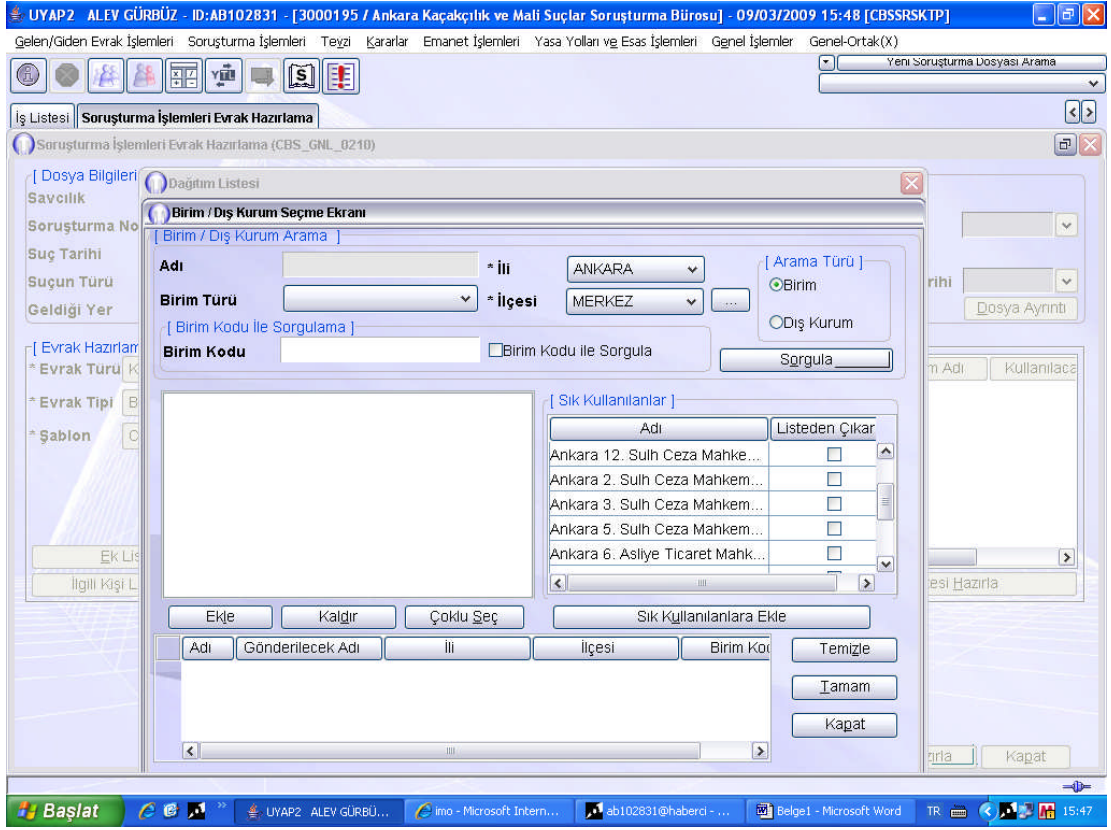 UYAP2 ALEV GÜRBÜZ - ID:AB102831 - [3000195 / Ankara Kaçakçılık ve Mali Suçlar Soruşturma Bürosu] - 09/03/2009 15:48 [CBSSRSKTP]
Gelen/Giden Evrak İşlemleri Soruşturma İşlemleri Tevzi Kararlar Emanet İşlemleri Yasa Yolları ve Esas İşlemleri Genel İşlemler Genel-Ortak(X)
Yeni Soruşturma Dosyası Arama
İş Listesi Soruşturma İşlemleri Evrak Hazırlama
Soruşturma İşlemleri Evrak Hazırlama (CBS_GNL_0210)
[ Dosya Bilgileri
Dağıtım Listesi
Savcılık
Birim / Dış Kurum Seçme Ekranı
Soruşturma No
[ Birim / Dış Kurum Arama ]
Suç Tarihi
Adı * İli ANKARA [ Arama Türü ]
Suçun Türü rihi
Birim
Birim Türü * İlçesi MERKEZ ...
Geldiği Yer Dosya Ayrıntı
Dış Kurum
[ Birim Kodu İle Sorgulama ]
[ Evrak Hazırlam
Birim Kodu Birim Kodu ile Sorgula Sorgula
* Evrak Türü K m Adı Kullanılaca
* Evrak Tipi B
[ Sık Kullanılanlar ]
* Şablon
Adı Listeden Çıkar
Ankara 12. Sulh Ceza Mahke...
Ankara 2. Sulh Ceza Mahkem...
Ankara 3. Sulh Ceza Mahkem...
Ankara 5. Sulh Ceza Mahkem...
Ankara 6. Asliye Ticaret Mahk...
Ek Lis
İlgili Kişi L tesi Hazırla
Ekle Kaldır Çoklu Seç Sık Kullanılanlara Ekle
Adı Gönderilecek Adı İli İlçesi Birim Kod
Temizle
Tamam
Kapat
zırla Kapat
Başlat UYAP2 ALEV GÜRBÜ... imo - Microsoft Intern... ab102831@haberci - ... Belge1 - Microsoft Word TR 15:47